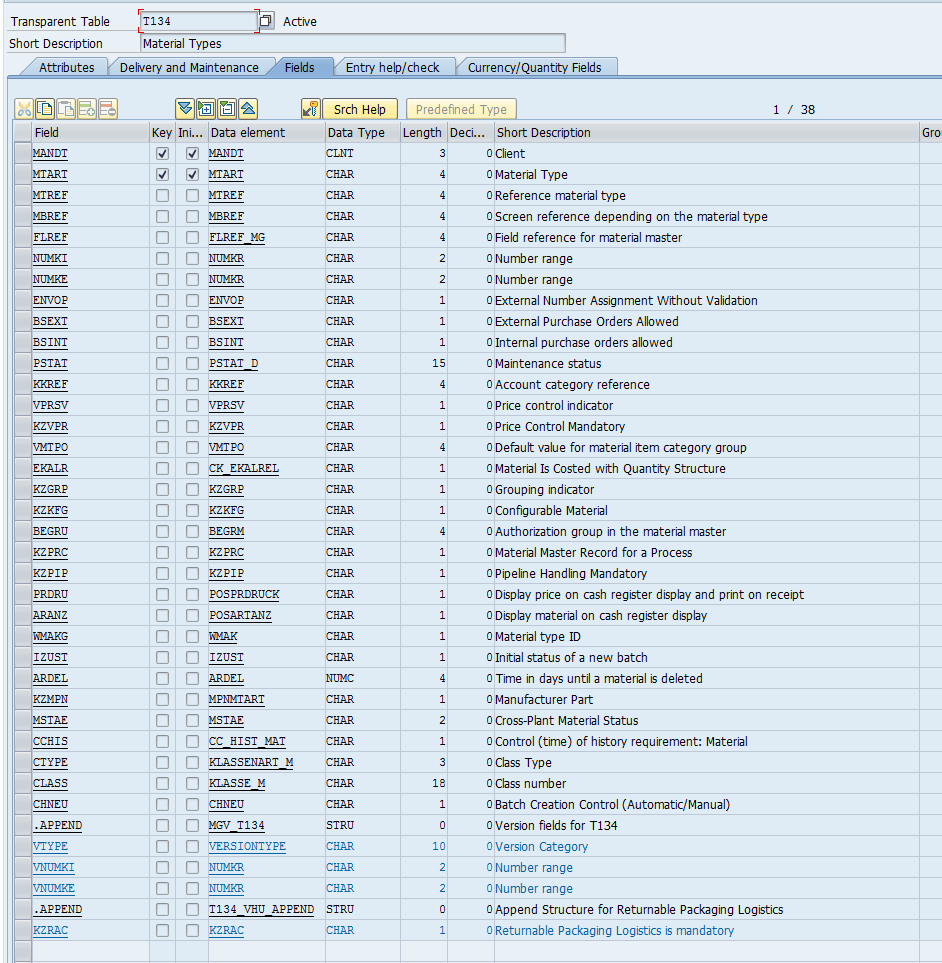 Transparent Table T134 Active
Short Description Material Types
Attributes Delivery and Maintenance Fields Entry help/check Currency/Quantity Fields
Srch Help Predefined Type 1 / 38
Field Key Ini... Data element Data Type Length Deci... Short Description Gro
MANDT MANDT CLNT 3 0 Client
MTART MTART CHAR 4 0 Material Type
MTREF MTREF CHAR 4 0 Reference material type
MBREF MBREF CHAR 4 0 Screen reference depending on the material type
FLREF FLREF_MG CHAR 4 0 Field reference for material master
NUMKI NUMKR CHAR 2 0 Number range
NUMKE NUMKR CHAR 2 0 Number range
ENVOP ENVOP CHAR 1 0 External Number Assignment Without Validation
BSEXT BSEXT CHAR 1 0 External Purchase Orders Allowed
BSINT BSINT CHAR 1 0 Internal purchase orders allowed
PSTAT PSTAT_D CHAR 15 0 Maintenance status
KKREF KKREF CHAR 4 0 Account category reference
VPRSV VPRSV CHAR 1 0 Price control indicator
KZVPR KZVPR CHAR 1 0 Price Control Mandatory
VMTPO VMTPO CHAR 4 0 Default value for material item category group
EKALR CK_EKALREL CHAR 1 0 Material Is Costed with Quantity Structure
KZGRP KZGRP CHAR 1 0 Grouping indicator
KZKFG KZKFG CHAR 1 0 Configurable Material
BEGRU BEGRM CHAR 4 0 Authorization group in the material master
KZPRC KZPRC CHAR 1 0 Material Master Record for a Process
KZPIP KZPIP CHAR 1 0 Pipeline Handling Mandatory
PRDRU POSPRDRUCK CHAR 1 0 Display price on cash register display and print on receipt
ARANZ POSARTANZ CHAR 1 0 Display material on cash register display
WMAKG WMAK CHAR 1 0 Material type ID
IZUST IZUST CHAR 1 0 Initial status of a new batch
ARDEL ARDEL NUMC 4 0 Time in days until a material is deleted
KZMPN MPNMTART CHAR 1 0 Manufacturer Part
MSTAE MSTAE CHAR 2 0 Cross-Plant Material Status
CCHIS CC_HIST_MAT CHAR 1 0 Control (time) of history requirement: Material
CTYPE KLASSENART_M CHAR 3 0 Class Type
CLASS KLASSE_M CHAR 18 0 Class number
CHNEU CHNEU CHAR 1 0 Batch Creation Control (Automatic/Manual)
.APPEND MGV_T134 STRU 0 0 Version fields for T134
VTYPE VERSIONTYPE CHAR 10 0 Version Category
VNUMKI NUMKR CHAR 2 0 Number range
VNUMKE NUMKR CHAR 2 0 Number range
.APPEND T134_VHU_APPEND STRU 0 0 Append Structure for Returnable Packaging Logistics
KZRAC KZRAC CHAR 1 0 Returnable Packaging Logistics is mandatory